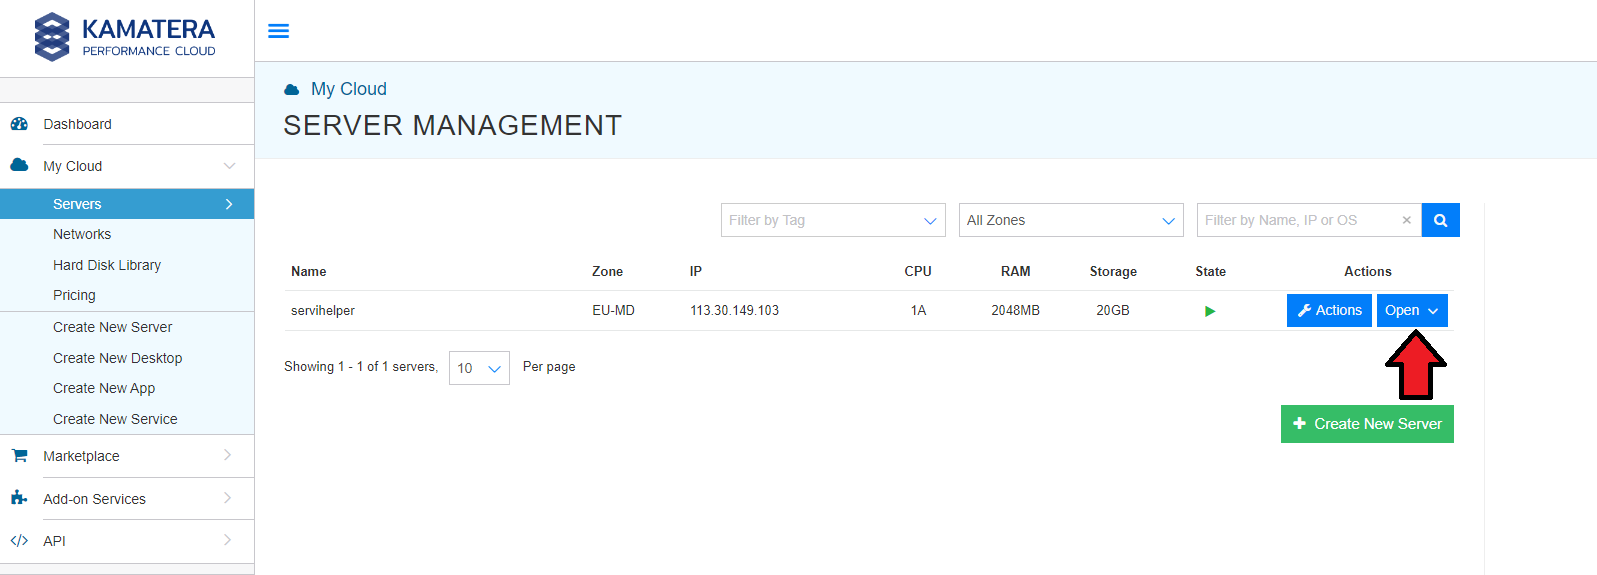 KAMATERA
PERFORMANCE CLOUD
Dashboard
My Cloud
Servers
Networks
Hard Disk Library
Pricing
Create New Server
Create New Desktop
Create New App
Create New Service
Marketplace
Add-on Services
API
My Cloud
SERVER MANAGEMENT
Filter by Tag All Zones Filter by Name, IP or OS ×
Name Zone IP CPU RAM Storage State Actions
servihelper EU-MD 113.30.149.103 1A 2048MB 20GB Actions Open
Showing 1 - 1 of 1 servers, 10 Per page
+ Create New Server